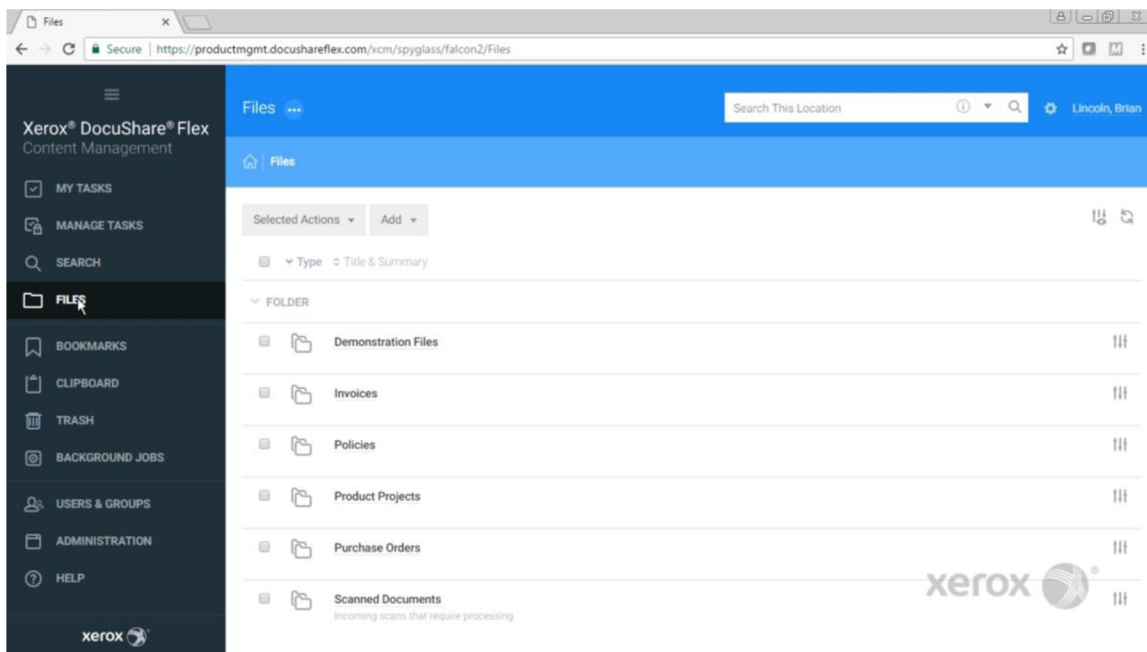 Files
Secure | https://productmgmt.docushareflex.com/xcm/spyglass/falcon2/Files
Xerox® DocuShare® Flex
Content Management
MY TASKS
MANAGE TASKS
SEARCH
FILES
BOOKMARKS
CLIPBOARD
TRASH
BACKGROUND JOBS
USERS & GROUPS
ADMINISTRATION
HELP
xerox
Files
Search This Location
Lincoln, Brian
Files
Selected Actions
Add
Type
Title & Summary
FOLDER
Demonstration Files
Invoices
Policies
Product Projects
Purchase Orders
Scanned Documents
Incoming scans that require processing
xerox®